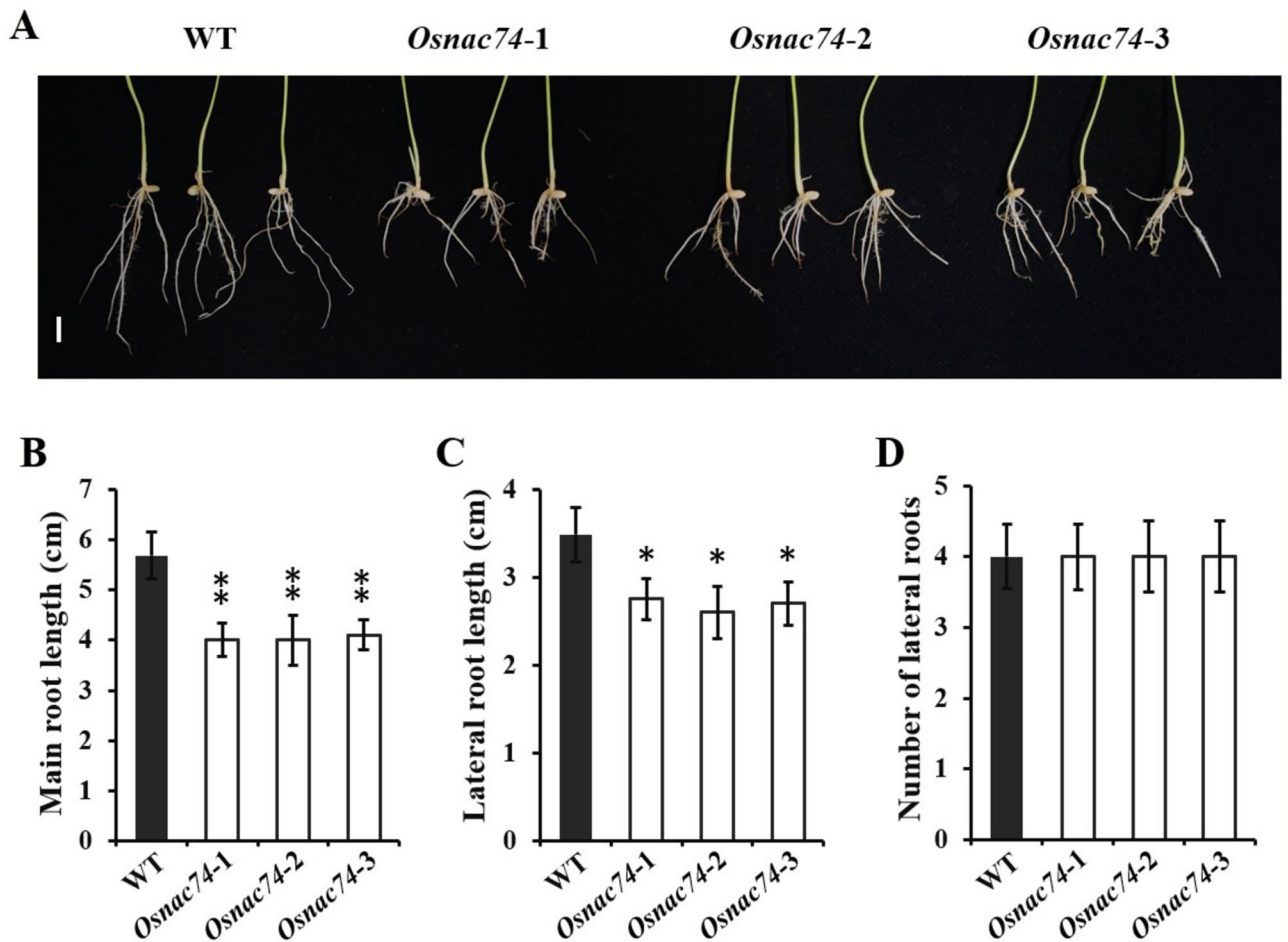 A
WT Osnac74-1 Osnac74-2 Osnac74-3
B
Main root length (cm)
7
6
5
4
3
2
1
0
** ** **
WT Osnac74-1 Osnac74-2 Osnac74-3
C
Lateral root length (cm)
4
3
2
1
0
* * *
WT Osnac74-1 Osnac74-2 Osnac74-3
D
Number of lateral roots
5
4
3
2
1
0
WT Osnac74-1 Osnac74-2 Osnac74-3